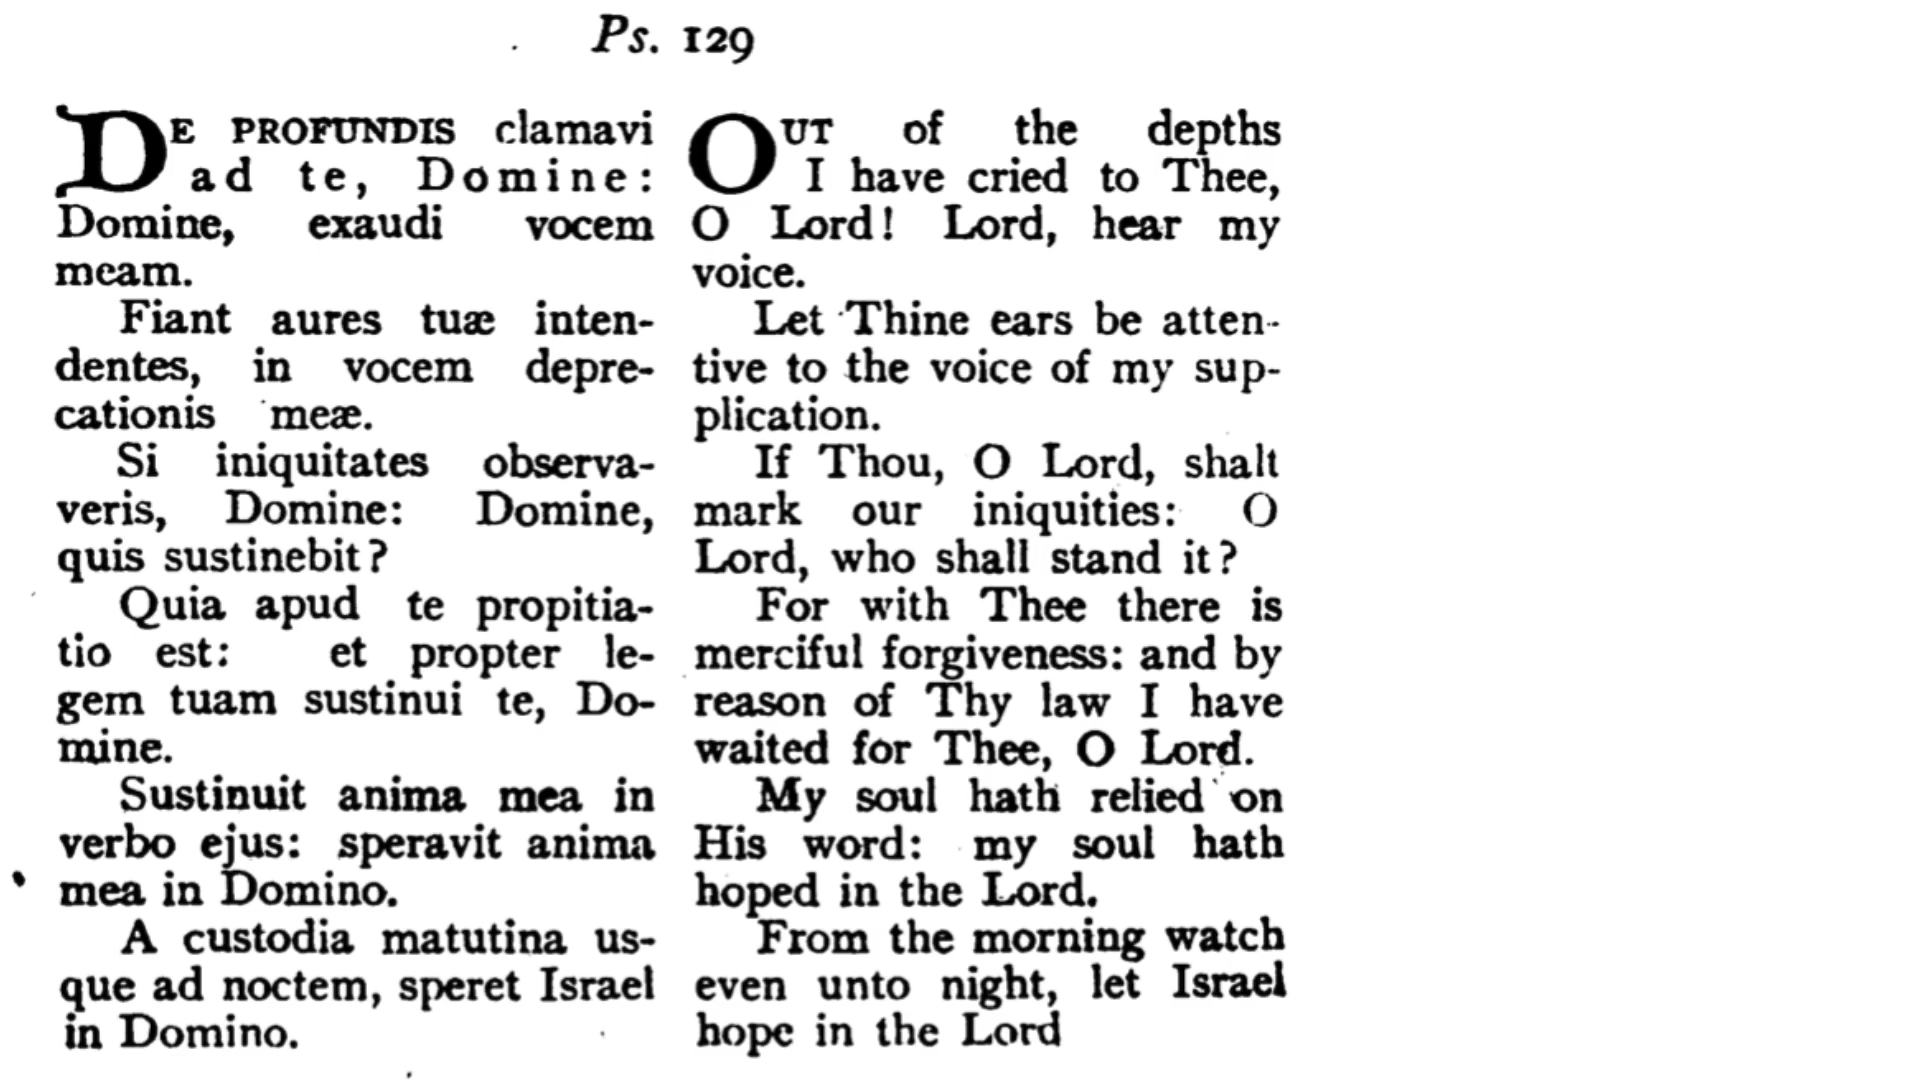 Ps. 129
DE PROFUNDIS clamavi
ad te, Domine:
Domine, exaudi vocem
meam.
Fiant aures tuæ inten-
dentes, in vocem depre-
cationis meæ.
Si iniquitates observa-
veris, Domine: Domine,
quis sustinebit?
Quia apud te propitia-
tio est: et propter le-
gem tuam sustinui te, Do-
mine.
Sustinuit anima mea in
verbo ejus: speravit anima
mea in Domino.
A custodia matutina us-
que ad noctem, speret Israel
in Domino.
OUT of the depths
I have cried to Thee,
O Lord! Lord, hear my
voice.
Let Thine ears be atten-
tive to the voice of my sup-
plication.
If Thou, O Lord, shalt
mark our iniquities: O
Lord, who shall stand it?
For with Thee there is
merciful forgiveness: and by
reason of Thy law I have
waited for Thee, O Lord.
My soul hath relied on
His word: my soul hath
hoped in the Lord.
From the morning watch
even unto night, let Israel
hope in the Lord